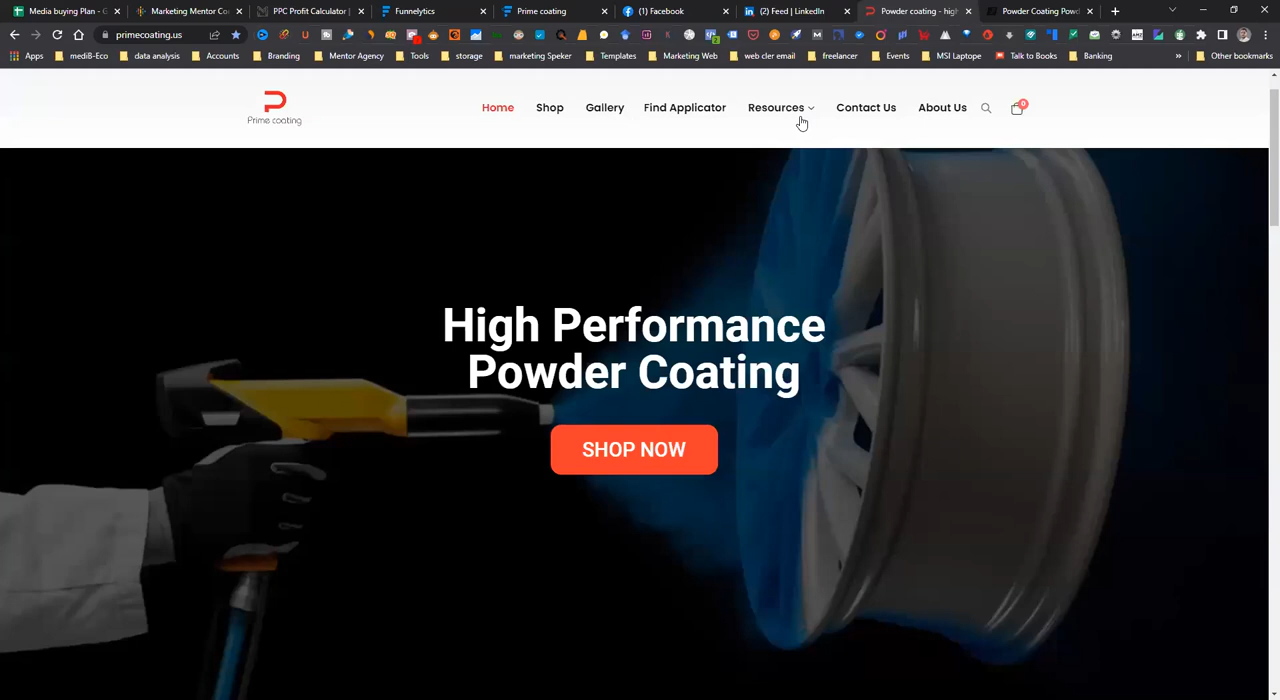 Media buying Plan - G
Marketing Mentor Co
PPC Profit Calculator |
Funnelytics
Prime coating
(1) Facebook
(2) Feed | LinkedIn
Powder coating - high
Powder Coating Powd
primecoating.us
Apps
mediB-Eco
data analysis
Accounts
Branding
Mentor Agency
Tools
storage
marketing Speker
Templates
Marketing Web
web cler email
freelancer
Events
MSI Laptope
Talk to Books
Banking
»
Other bookmarks
Prime coating
Home
Shop
Gallery
Find Applicator
Resources
Contact Us
About Us
0
High Performance
Powder Coating
SHOP NOW